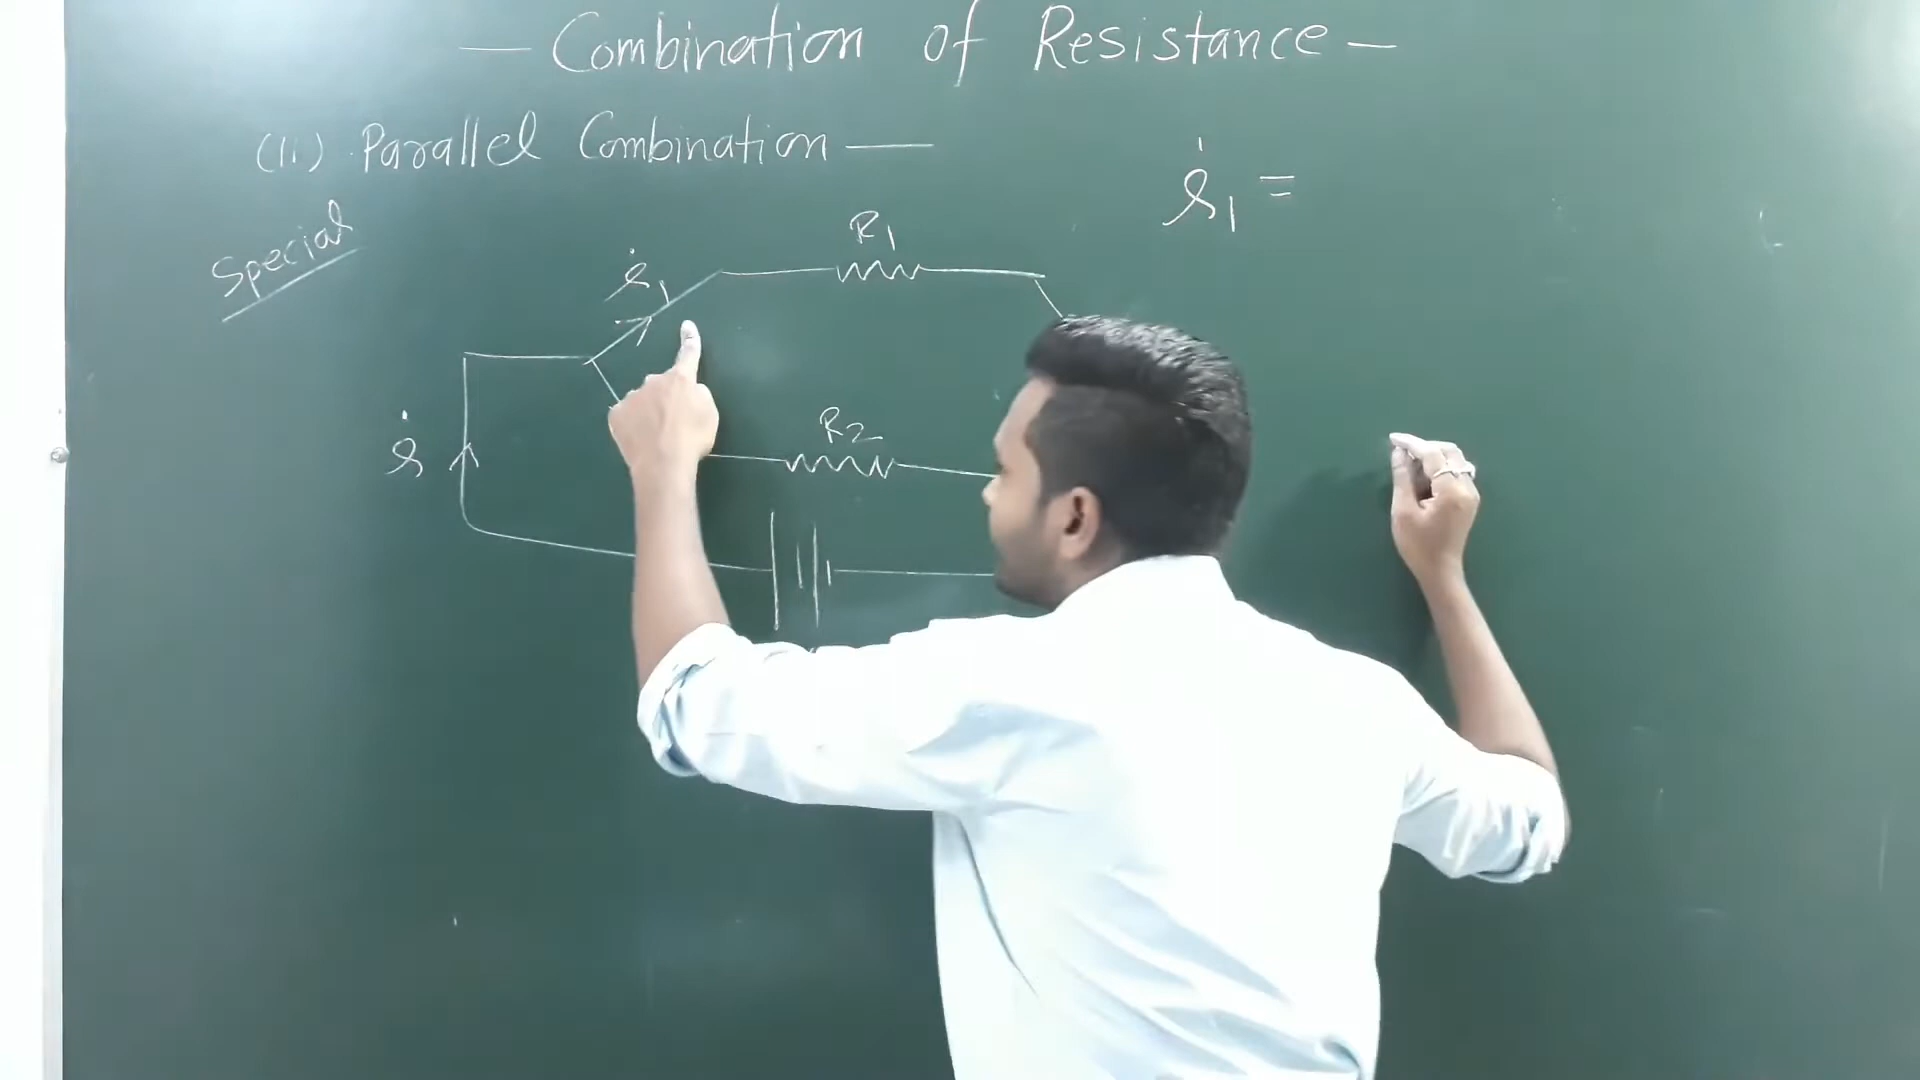 — Combination of Resistance —
(ii) Parallel Combination —
i₁ =
Special
R₁
i₁
R₂
i